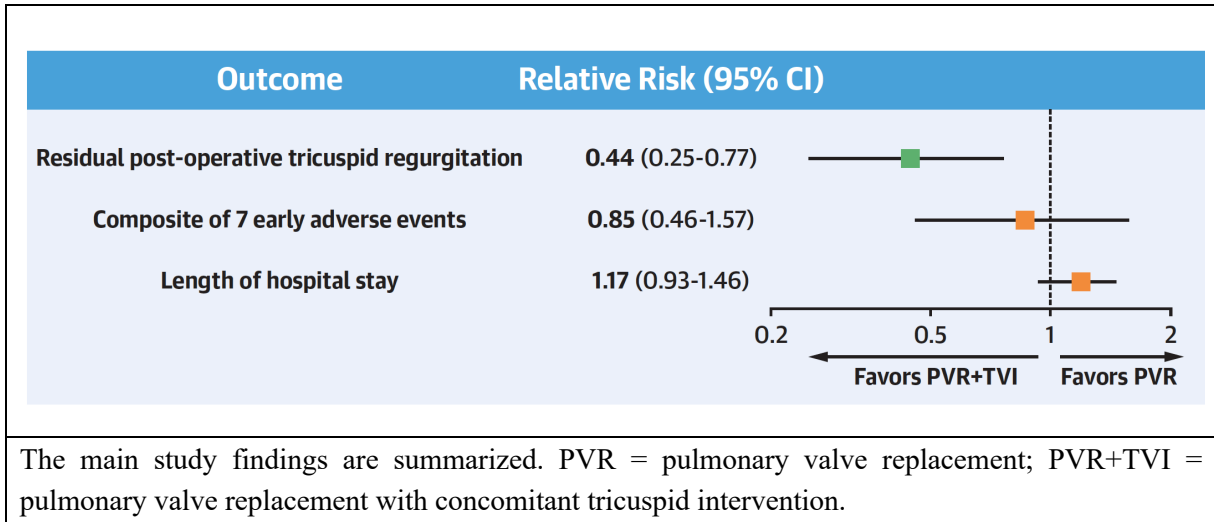 Outcome Relative Risk (95% CI)
Residual post-operative tricuspid regurgitation 0.44 (0.25-0.77)
Composite of 7 early adverse events 0.85 (0.46-1.57)
Length of hospital stay 1.17 (0.93-1.46)
0.2 0.5 1 2
Favors PVR+TVI Favors PVR
The main study findings are summarized. PVR = pulmonary valve replacement; PVR+TVI =
pulmonary valve replacement with concomitant tricuspid intervention.